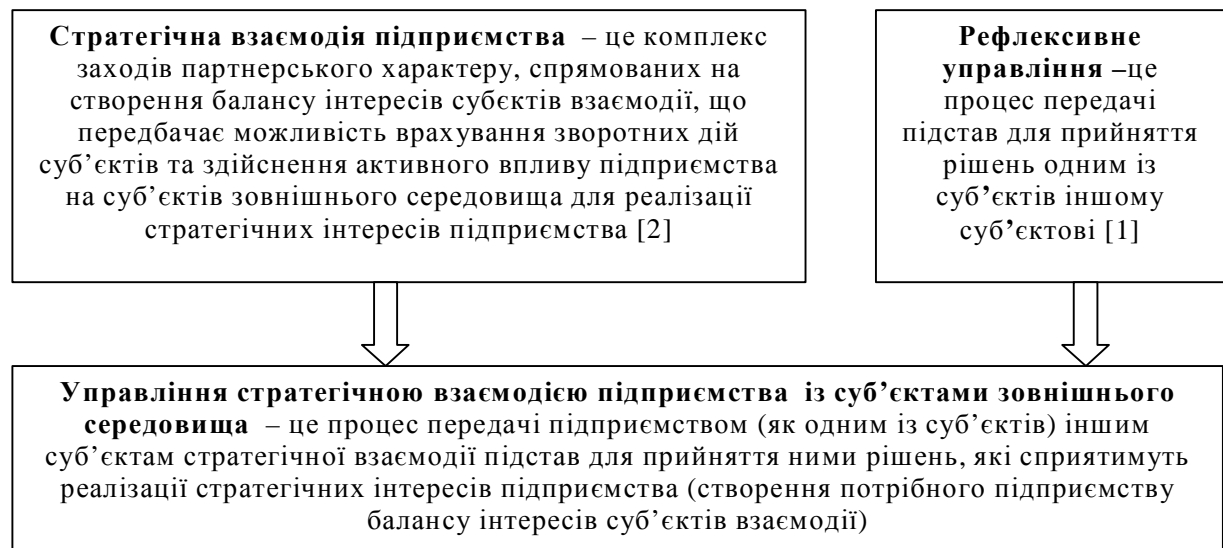 Стратегічна взаємодія підприємства – це комплекс
заходів партнерського характеру, спрямованих на
створення балансу інтересів субєктів взаємодії, що
передбачає можливість врахування зворотних дій
суб’єктів та здійснення активного впливу підприємства
на суб’єктів зовнішнього середовища для реалізації
стратегічних інтересів підприємства [2]
Рефлексивне
управління –це
процес передачі
підстав для прийняття
рішень одним із
суб’єктів іншому
суб’єктові [1]
Управління стратегічною взаємодією підприємства із суб’єктами зовнішнього
середовища – це процес передачі підприємством (як одним із суб’єктів) іншим
суб’єктам стратегічної взаємодії підстав для прийняття ними рішень, які сприятимуть
реалізації стратегічних інтересів підприємства (створення потрібного підприємству
балансу інтересів суб’єктів взаємодії)